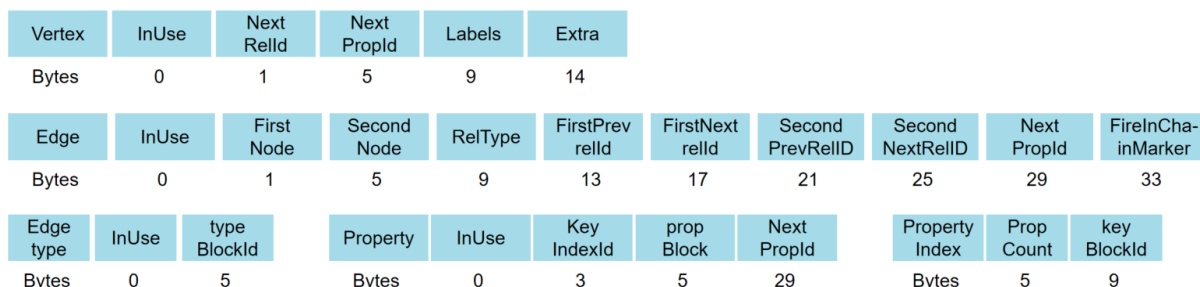 Vertex InUse Next RelId Next PropId Labels Extra
Bytes 0 1 5 9 14
Edge InUse First Node Second Node RelType FirstPrev relId FirstNext relId Second PrevRelID Second NextRelID Next PropId FireInCha-inMarker
Bytes 0 1 5 9 13 17 21 25 29 33
Edge type InUse type BlockId Property InUse Key IndexId prop Block Next PropId Property Index Prop Count key BlockId
Bytes 0 5 Bytes 0 3 5 29 Bytes 5 9